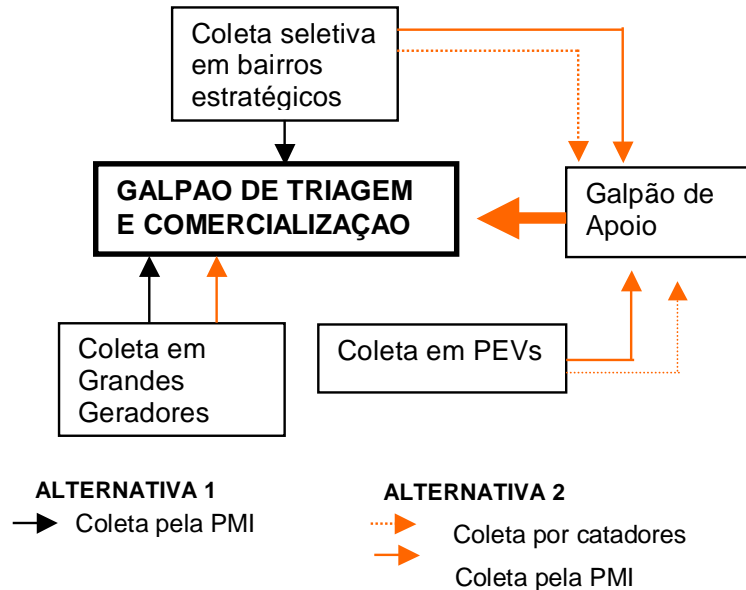 Coleta seletiva
em bairros
estratégicos
GALPAO DE TRIAGEM
E COMERCIALIZAÇAO
Galpão de
Apoio
Coleta em
Grandes
Geradores
Coleta em PEVs
ALTERNATIVA 1
Coleta pela PMI
ALTERNATIVA 2
Coleta por catadores
Coleta pela PMI